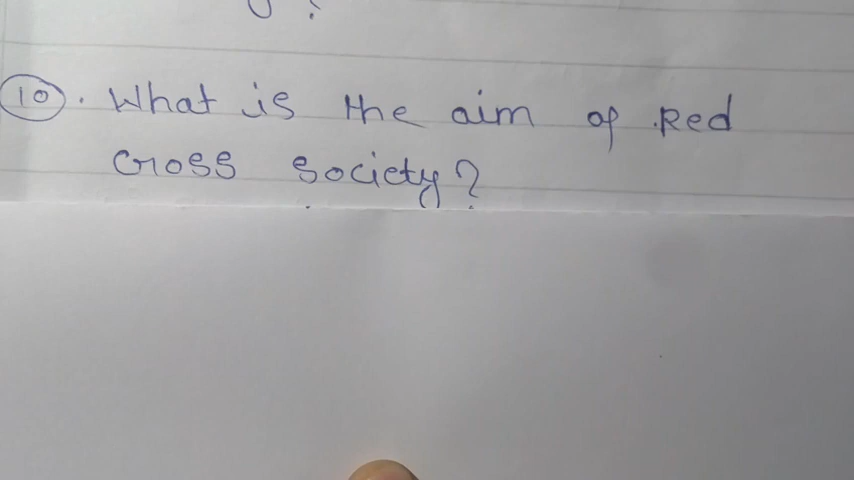 10. What is the aim of Red
Cross society?